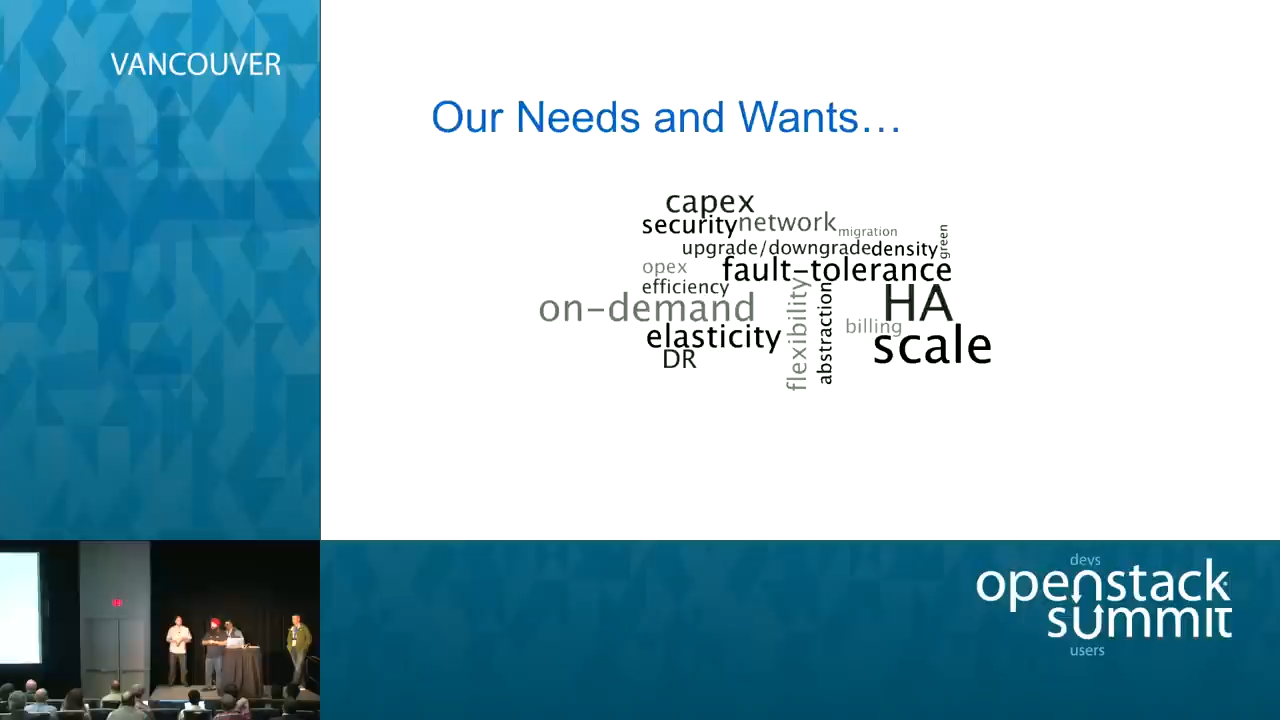 VANCOUVER
Our Needs and Wants…
capex
security network migration
green
upgrade/downgrade density
opex fault-tolerance
efficiency
on-demand HA
flexibility
abstraction
billing
elasticity scale
DR
devs
openstack
summit
users